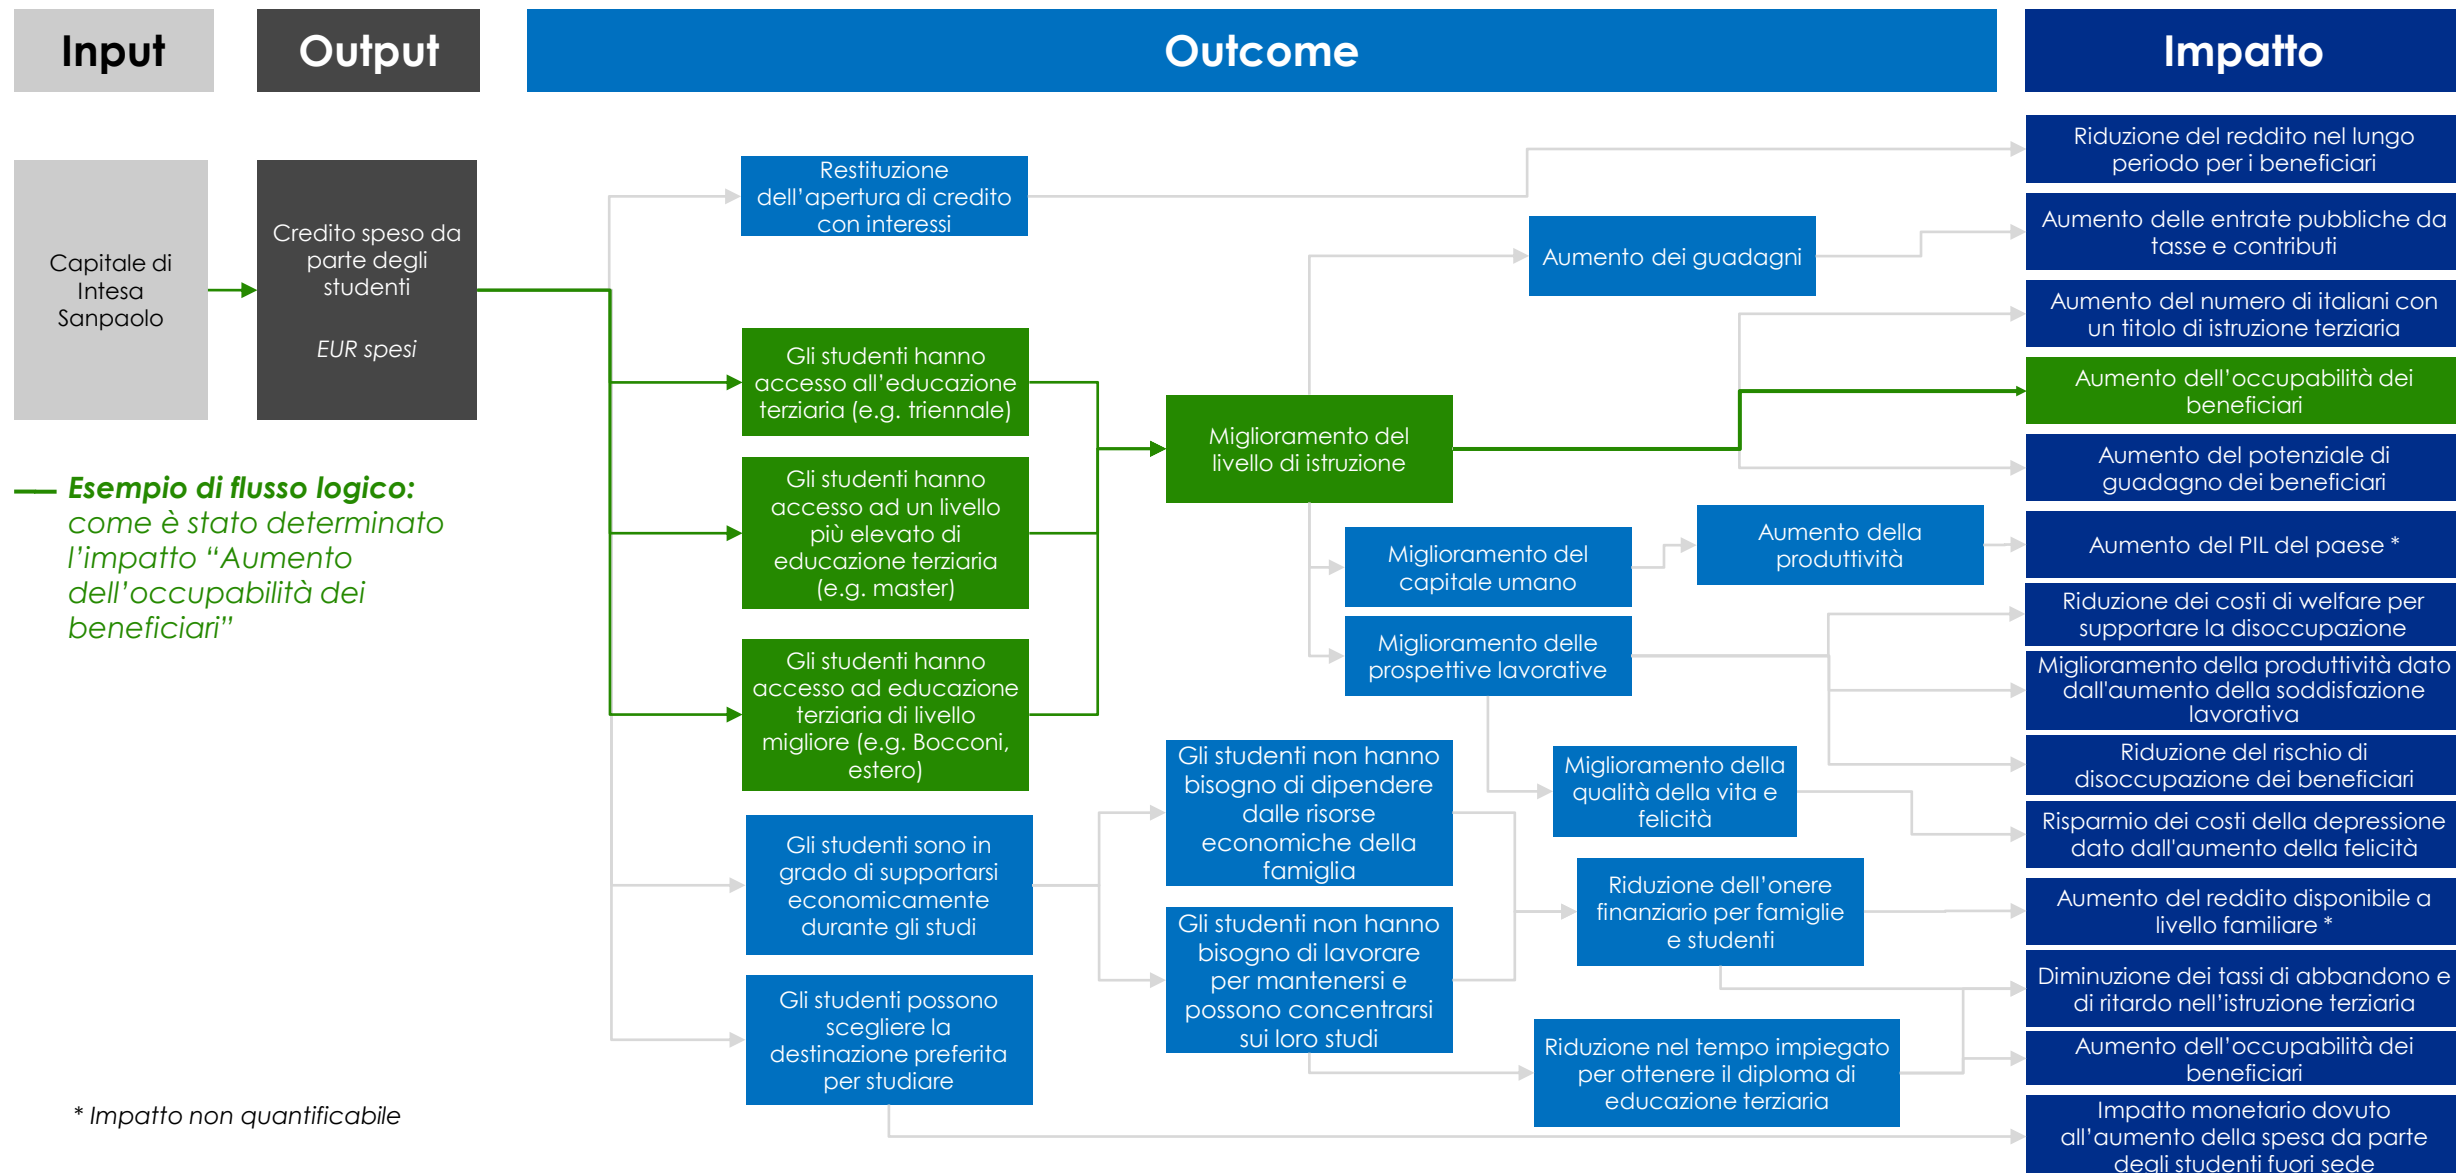 Input
Output
Outcome
Impatto
Capitale di
Intesa
Sanpaolo
Credito speso da
parte degli
studenti
EUR spesi
Esempio di flusso logico:
come è stato determinato
l’impatto “Aumento
dell’occupabilità dei
beneficiari”
* Impatto non quantificabile
Restituzione
dell’apertura di credito
con interessi
Gli studenti hanno
accesso all’educazione
terziaria (e.g. triennale)
Gli studenti hanno
accesso ad un livello
più elevato di
educazione terziaria
(e.g. master)
Gli studenti hanno
accesso ad educazione
terziaria di livello
migliore (e.g. Bocconi,
estero)
Gli studenti sono in
grado di supportarsi
economicamente
durante gli studi
Gli studenti possono
scegliere la
destinazione preferita
per studiare
Miglioramento del
livello di istruzione
Gli studenti non hanno
bisogno di dipendere
dalle risorse
economiche della
famiglia
Gli studenti non hanno
bisogno di lavorare
per mantenersi e
possono concentrarsi
sui loro studi
Aumento dei guadagni
Miglioramento del
capitale umano
Aumento della
produttività
Miglioramento delle
prospettive lavorative
Miglioramento della
qualità della vita e
felicità
Riduzione dell’onere
finanziario per famiglie
e studenti
Riduzione nel tempo impiegato
per ottenere il diploma di
educazione terziaria
Riduzione del reddito nel lungo
periodo per i beneficiari
Aumento delle entrate pubbliche da
tasse e contributi
Aumento del numero di italiani con
un titolo di istruzione terziaria
Aumento dell’occupabilità dei
beneficiari
Aumento del potenziale di
guadagno dei beneficiari
Aumento del PIL del paese *
Riduzione dei costi di welfare per
supportare la disoccupazione
Miglioramento della produttività dato
dall'aumento della soddisfazione
lavorativa
Riduzione del rischio di
disoccupazione dei beneficiari
Risparmio dei costi della depressione
dato dall'aumento della felicità
Aumento del reddito disponibile a
livello familiare *
Diminuzione dei tassi di abbandono e
di ritardo nell’istruzione terziaria
Aumento dell’occupabilità dei
beneficiari
Impatto monetario dovuto
all’aumento della spesa da parte
degli studenti fuori sede